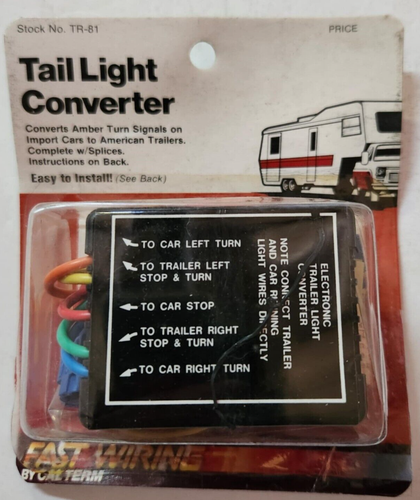 Stock No. TR-81
PRICE
Tail Light
Converter
Converts Amber Turn Signals on
Import Cars to American Trailers.
Complete w/Splices.
Instructions on Back.
Easy to Install! (See Back)
TO CAR LEFT TURN
TO TRAILER LEFT
STOP & TURN
TO CAR STOP
TO TRAILER RIGHT
STOP & TURN
TO CAR RIGHT TURN
ELECTRONIC
TRAILER LIGHT
CONVERTER
NOTE CONNECT TRAILER
AND CAR RUNNING
LIGHT WIRES DIRECTLY
FAST WIRING
BY CAL TERM